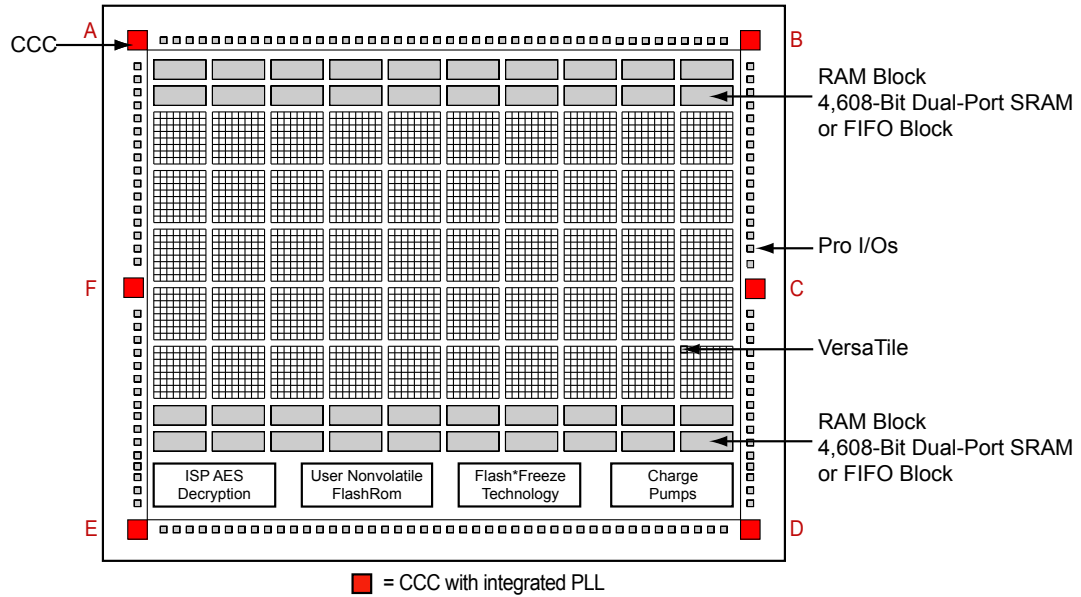 A
CCC
B
RAM Block
4,608-Bit Dual-Port SRAM
or FIFO Block
Pro I/Os
F
C
VersaTile
RAM Block
4,608-Bit Dual-Port SRAM
or FIFO Block
ISP AES
Decryption
User Nonvolatile
FlashRom
Flash*Freeze
Technology
Charge
Pumps
E
D
= CCC with integrated PLL